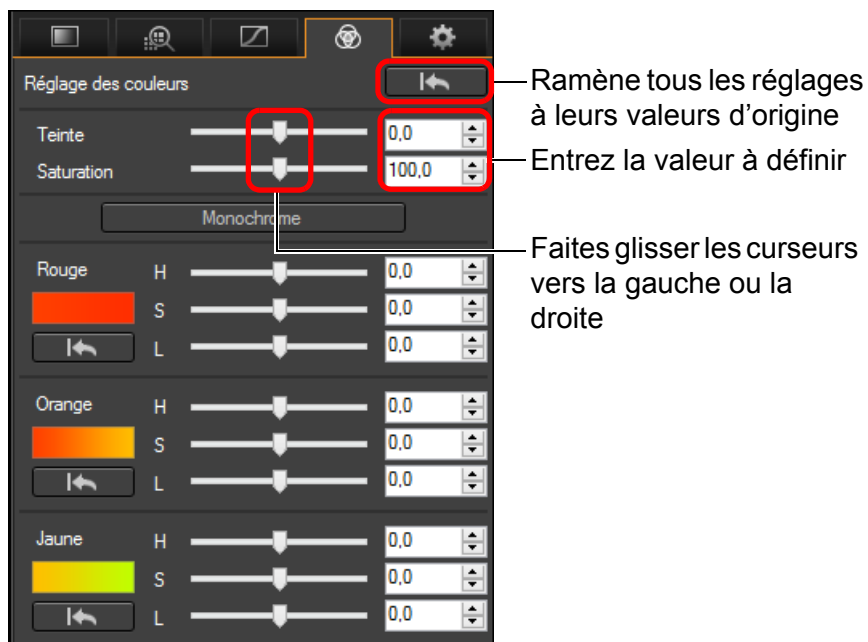 Réglage des couleurs
Ramène tous les réglages
à leurs valeurs d'origine
Teinte 0,0
Saturation 100,0
Entrez la valeur à définir
Monochrome
Faites glisser les curseurs
vers la gauche ou la
droite
Rouge H 0,0
S 0,0
L 0,0
Orange H 0,0
S 0,0
L 0,0
Jaune H 0,0
S 0,0
L 0,0